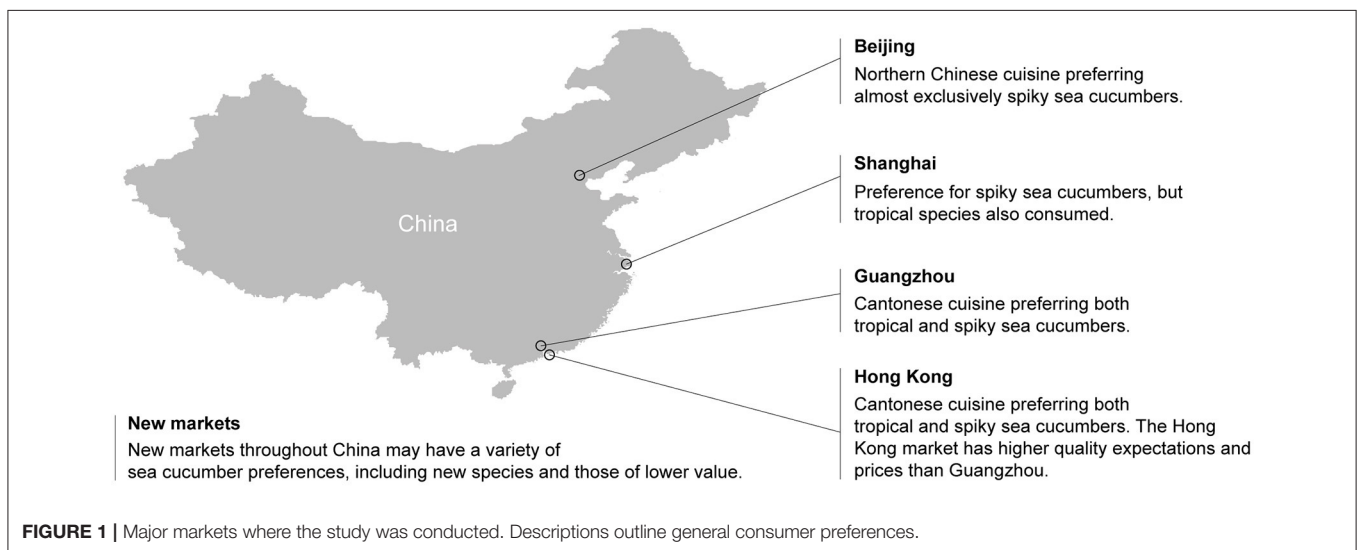 Beijing
Northern Chinese cuisine preferring
almost exclusively spiky sea cucumbers.
Shanghai
Preference for spiky sea cucumbers, but
tropical species also consumed.
China
Guangzhou
Cantonese cuisine preferring both
tropical and spiky sea cucumbers.
Hong Kong
Cantonese cuisine preferring both
tropical and spiky sea cucumbers. The Hong
Kong market has higher quality expectations and
prices than Guangzhou.
New markets
New markets throughout China may have a variety of
sea cucumber preferences, including new species and those of lower value.
FIGURE 1 | Major markets where the study was conducted. Descriptions outline general consumer preferences.